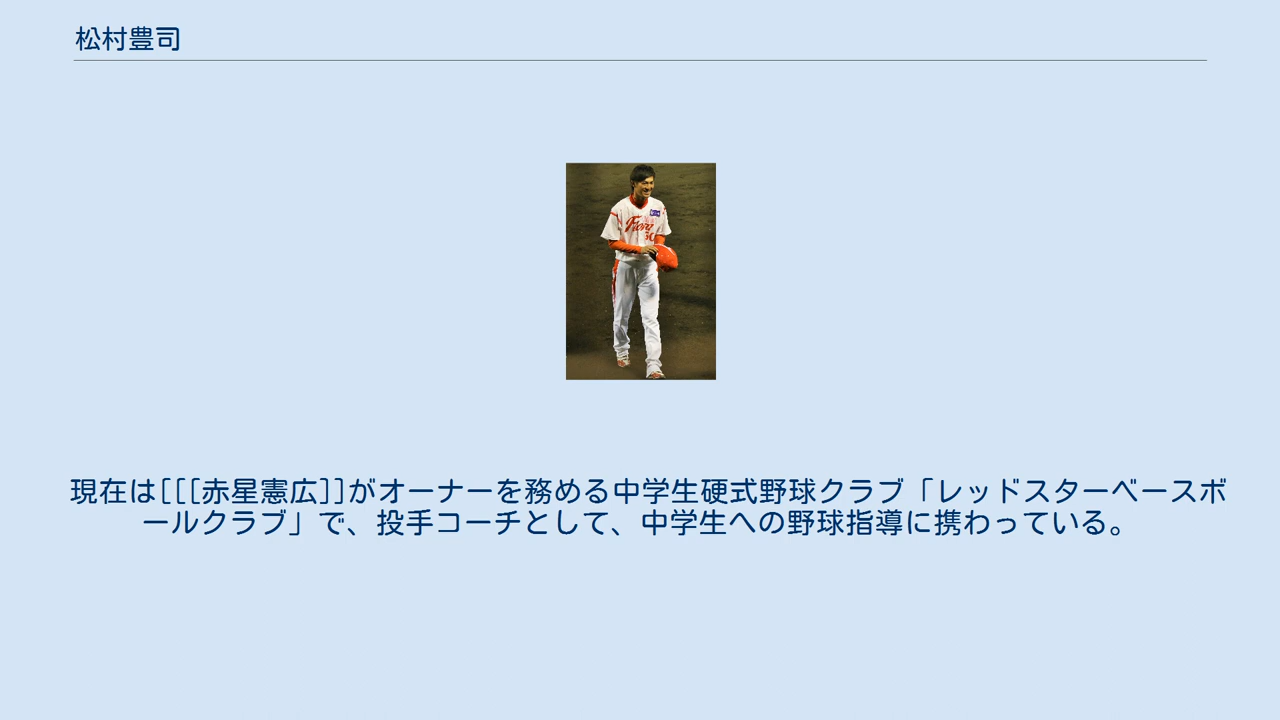 松村豊司
現在は[[[赤星憲広]]がオーナーを務める中学生硬式野球クラブ「レッドスターベースボ
ールクラブ」で、投手コーチとして、中学生への野球指導に携わっている。